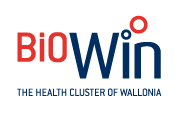 BiOWin
THE HEALTH CLUSTER OF WALLONIA